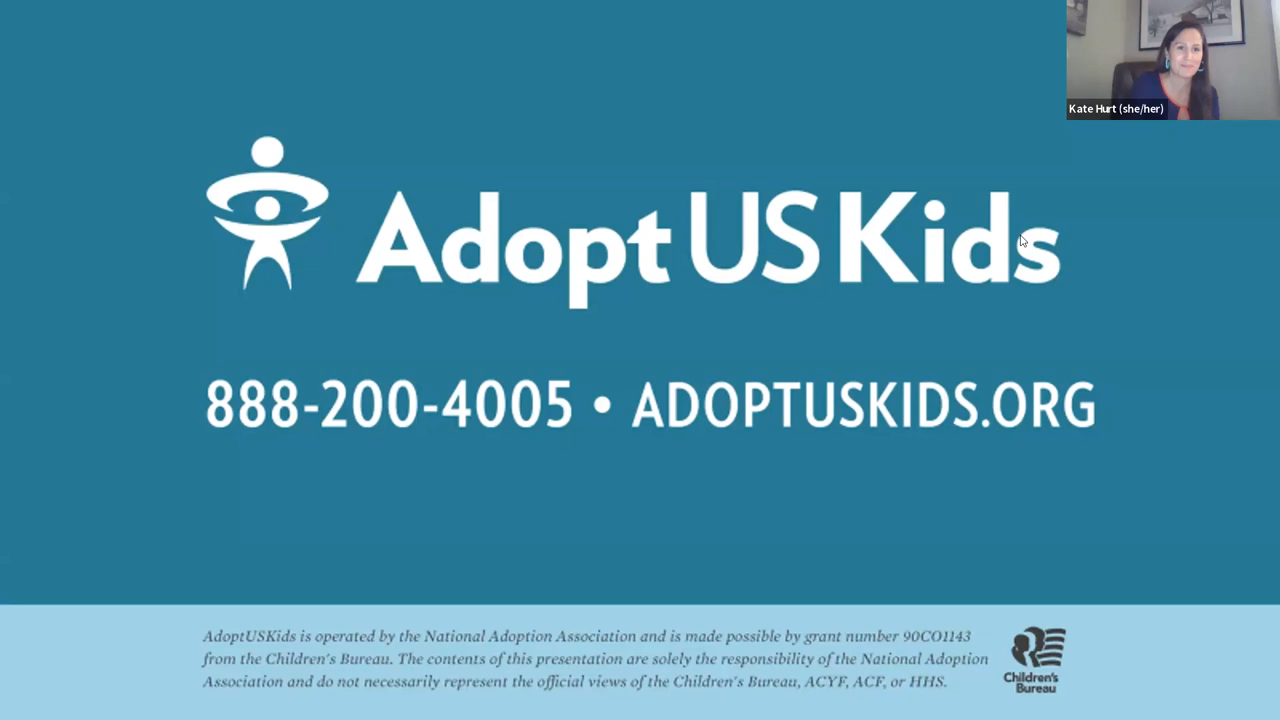 Kate Hurt (she/her)
Adopt US Kids
888-200-4005 • ADOPTUSKIDS.ORG
AdoptUSKids is operated by the National Adoption Association and is made possible by grant number 90CO1143
from the Children's Bureau. The contents of this presentation are solely the responsibility of the National Adoption
Association and do not necessarily represent the official views of the Children's Bureau, ACYF, ACF, or HHS.
Children's
Bureau